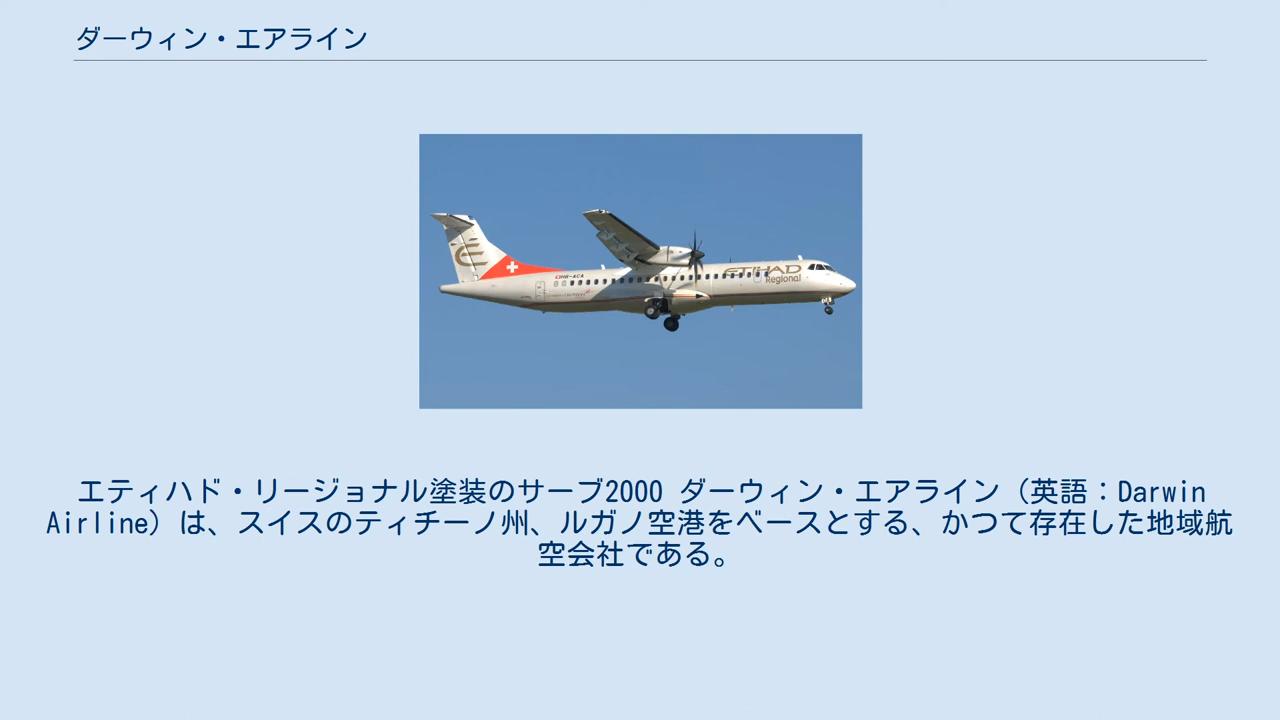 ダーウィン・エアライン
HB-ACA
ETIHAD
Regional
エティハド・リージョナル塗装のサーブ2000 ダーウィン・エアライン（英語：Darwin
Airline）は、スイスのティチーノ州、ルガノ空港をベースとする、かつて存在した地域航
空会社である。